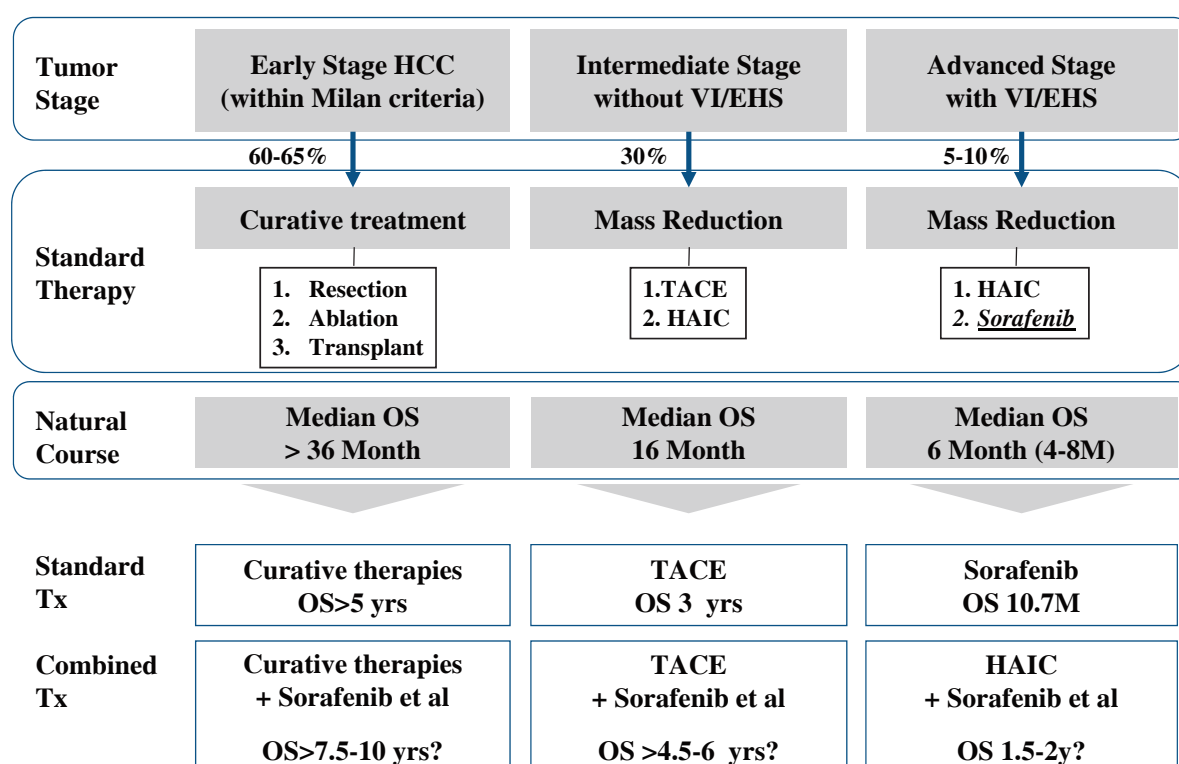 Tumor
Stage
Early Stage HCC
(within Milan criteria)
Intermediate Stage
without VI/EHS
Advanced Stage
with VI/EHS
60-65%
30%
5-10%
Standard
Therapy
Curative treatment
Mass Reduction
Mass Reduction
1. Resection
2. Ablation
3. Transplant
1.TACE
2. HAIC
1. HAIC
2. Sorafenib
Natural
Course
Median OS
> 36 Month
Median OS
16 Month
Median OS
6 Month (4-8M)
Standard
Tx
Curative therapies
OS>5 yrs
TACE
OS 3 yrs
Sorafenib
OS 10.7M
Combined
Tx
Curative therapies
+ Sorafenib et al
OS>7.5-10 yrs?
TACE
+ Sorafenib et al
OS >4.5-6 yrs?
HAIC
+ Sorafenib et al
OS 1.5-2y?